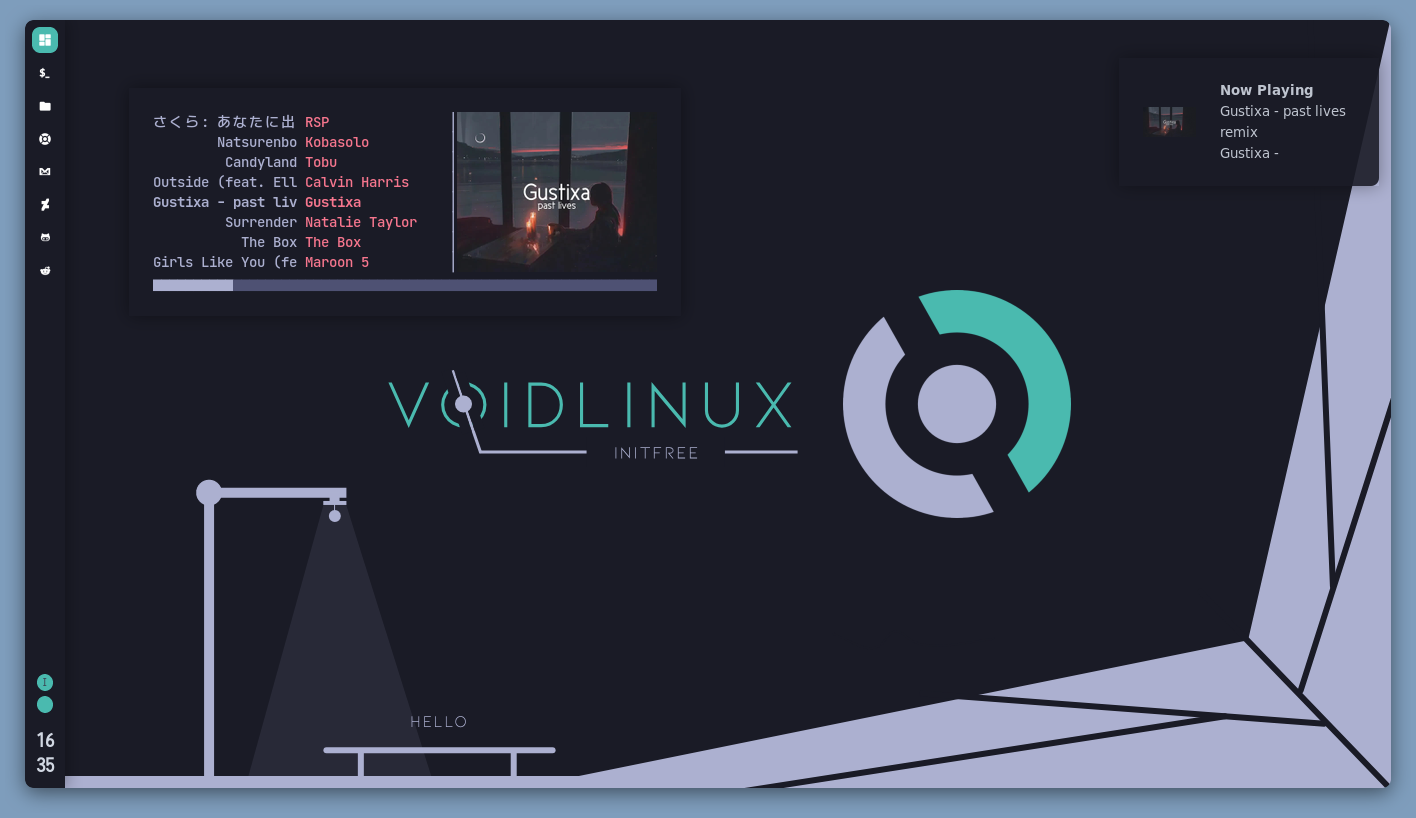 $_
さくら: あなたに出 RSP
Natsurenbo Kobasolo
Candyland Tobu
Outside (feat. Ell Calvin Harris
Gustixa - past liv Gustixa
Surrender Natalie Taylor
The Box The Box
Girls Like You (fe Maroon 5
Gustixa
past lives
Now Playing
Gustixa - past lives
remix
Gustixa -
VOIDLINUX
INITFREE
HELLO
I
16
35